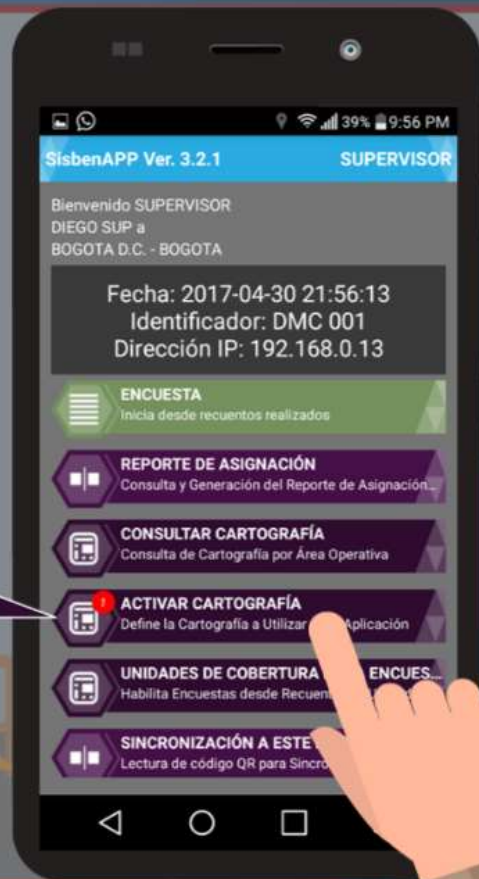 39% 9:56 PM
SisbenAPP Ver. 3.2.1 SUPERVISOR
Bienvenido SUPERVISOR
DIEGO SUP a
BOGOTA D.C. - BOGOTA
Fecha: 2017-04-30 21:56:13
Identificador: DMC 001
Dirección IP: 192.168.0.13
ENCUESTA
Inicia desde recuentos realizados
REPORTE DE ASIGNACIÓN
Consulta y Generación del Reporte de Asignación...
CONSULTAR CARTOGRAFÍA
Consulta de Cartografía por Área Operativa
ACTIVAR CARTOGRAFÍA
Define la Cartografía a Utilizar Aplicación
UNIDADES DE COBERTURA ENCUES...
Habilita Encuestas desde
SINCRONIZACIÓN A ESTE
Lectura de código QR para